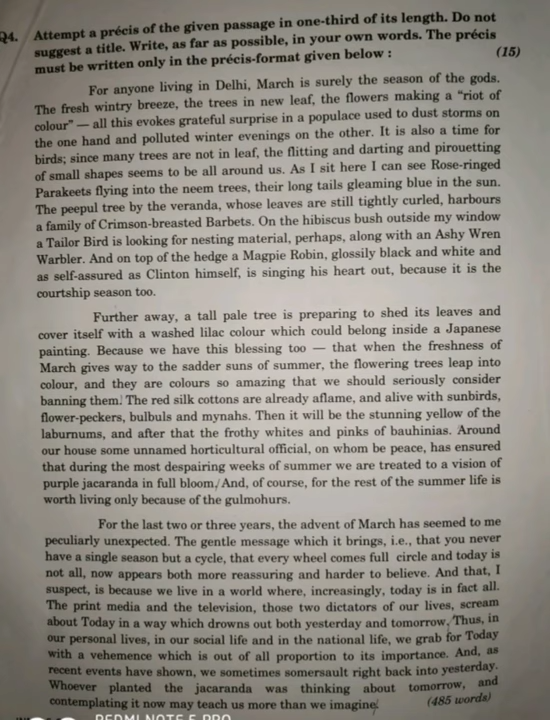 Q4. Attempt a précis of the given passage in one-third of its length. Do not
suggest a title. Write, as far as possible, in your own words. The précis
must be written only in the précis-format given below : (15)
For anyone living in Delhi, March is surely the season of the gods.
The fresh wintry breeze, the trees in new leaf, the flowers making a "riot of
colour" — all this evokes grateful surprise in a populace used to dust storms on
the one hand and polluted winter evenings on the other. It is also a time for
birds; since many trees are not in leaf, the flitting and darting and pirouetting
of small shapes seems to be all around us. As I sit here I can see Rose-ringed
Parakeets flying into the neem trees, their long tails gleaming blue in the sun.
The peepul tree by the veranda, whose leaves are still tightly curled, harbours
a family of Crimson-breasted Barbets. On the hibiscus bush outside my window
a Tailor Bird is looking for nesting material, perhaps, along with an Ashy Wren
Warbler. And on top of the hedge a Magpie Robin, glossily black and white and
as self-assured as Clinton himself, is singing his heart out, because it is the
courtship season too.
Further away, a tall pale tree is preparing to shed its leaves and
cover itself with a washed lilac colour which could belong inside a Japanese
painting. Because we have this blessing too — that when the freshness of
March gives way to the sadder suns of summer, the flowering trees leap into
colour, and they are colours so amazing that we should seriously consider
banning them. The red silk cottons are already aflame, and alive with sunbirds,
flower-peckers, bulbuls and mynahs. Then it will be the stunning yellow of the
laburnums, and after that the frothy whites and pinks of bauhinias. Around
our house some unnamed horticultural official, on whom be peace, has ensured
that during the most despairing weeks of summer we are treated to a vision of
purple jacaranda in full bloom. And, of course, for the rest of the summer life is
worth living only because of the gulmohurs.
For the last two or three years, the advent of March has seemed to me
peculiarly unexpected. The gentle message which it brings, i.e., that you never
have a single season but a cycle, that every wheel comes full circle and today is
not all, now appears both more reassuring and harder to believe. And that, I
suspect, is because we live in a world where, increasingly, today is in fact all.
The print media and the television, those two dictators of our lives, scream
about Today in a way which drowns out both yesterday and tomorrow. Thus, in
our personal lives, in our social life and in the national life, we grab for Today
with a vehemence which is out of all proportion to its importance. And, as
recent events have shown, we sometimes somersault right back into yesterday.
Whoever planted the jacaranda was thinking about tomorrow, and
contemplating it now may teach us more than we imagine. (485 words)
REDMI NOTE 5 PRO